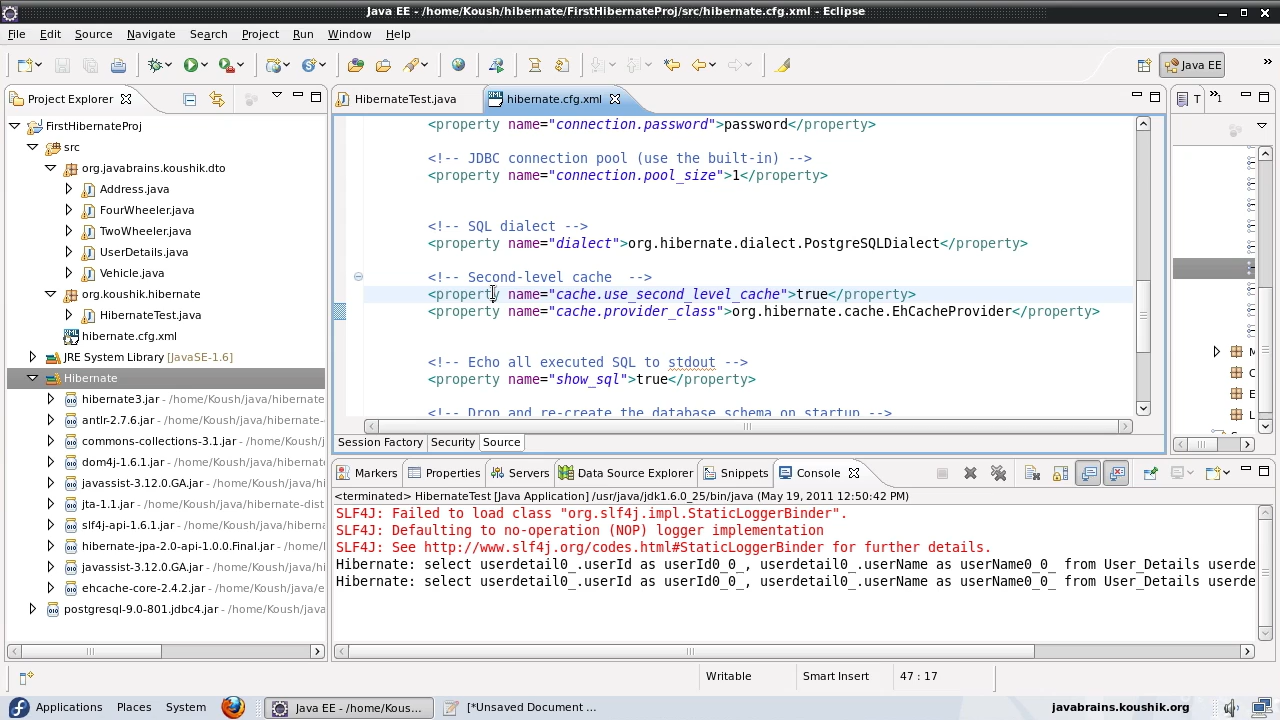 Java EE - /home/Koush/hibernate/FirstHibernateProj/src/hibernate.cfg.xml - Eclipse
File Edit Source Navigate Search Project Run Window Help
Java EE
Project Explorer
FirstHibernateProj
src
org.javabrains.koushik.dto
Address.java
FourWheeler.java
TwoWheeler.java
UserDetails.java
Vehicle.java
org.koushik.hibernate
HibernateTest.java
hibernate.cfg.xml
JRE System Library [JavaSE-1.6]
Hibernate
hibernate3.jar - /home/Koush/java/hibernate
antlr-2.7.6.jar - /home/Koush/java/hibernate-
commons-collections-3.1.jar - /home/Koush/j
dom4j-1.6.1.jar - /home/Koush/java/hibernat
javassist-3.12.0.GA.jar - /home/Koush/java/h
jta-1.1.jar - /home/Koush/java/hibernate-dist
slf4j-api-1.6.1.jar - /home/Koush/java/hibern
hibernate-jpa-2.0-api-1.0.0.Final.jar - /home/
javassist-3.12.0.GA.jar - /home/Koush/java/h
ehcache-core-2.4.2.jar - /home/Koush/java/e
postgresql-9.0-801.jdbc4.jar - /home/Koush/ja
HibernateTest.java hibernate.cfg.xml
<property name="connection.password">password</property>
<!-- JDBC connection pool (use the built-in) -->
<property name="connection.pool_size">1</property>
<!-- SQL dialect -->
<property name="dialect">org.hibernate.dialect.PostgreSQLDialect</property>
<!-- Second-level cache  -->
<property name="cache.use_second_level_cache">true</property>
<property name="cache.provider_class">org.hibernate.cache.EhCacheProvider</property>
<!-- Echo all executed SQL to stdout -->
<property name="show_sql">true</property>
<!-- Drop and re-create the database schema on startup -->
Session Factory Security Source
T
Markers Properties Servers Data Source Explorer Snippets Console
<terminated> HibernateTest [Java Application] /usr/java/jdk1.6.0_25/bin/java (May 19, 2011 12:50:42 PM)
SLF4J: Failed to load class "org.slf4j.impl.StaticLoggerBinder".
SLF4J: Defaulting to no-operation (NOP) logger implementation
SLF4J: See http://www.slf4j.org/codes.html#StaticLoggerBinder for further details.
Hibernate: select userdetail0_.userId as userId0_0_, userdetail0_.userName as userName0_0_ from User_Details userde
Hibernate: select userdetail0_.userId as userId0_0_, userdetail0_.userName as userName0_0_ from User_Details userde
Writable Smart Insert 47 : 17
Applications Places System Java EE - /home/Kous... [*Unsaved Document ... javabrains.koushik.org